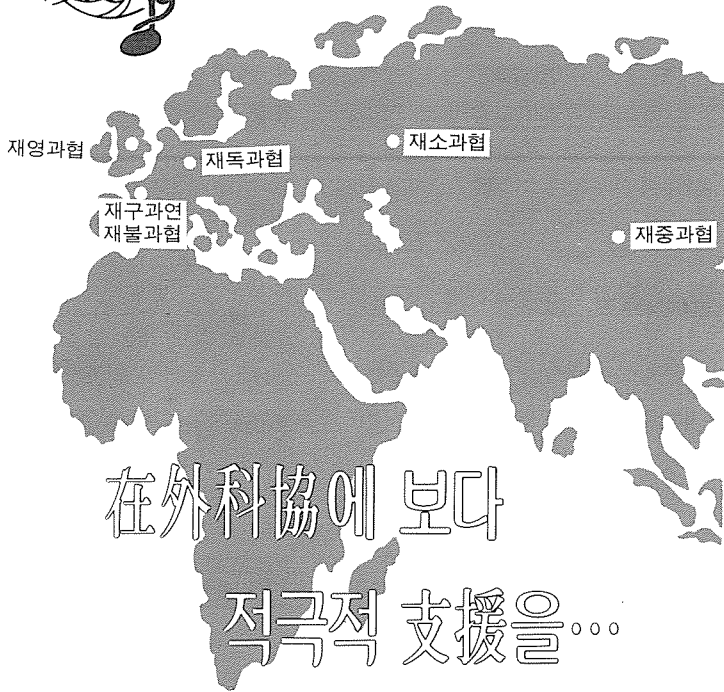 재영과협
재독과협
재소과협
재구과연
재불과협
재중과협
在外科協에 보다
적극적 支援을…